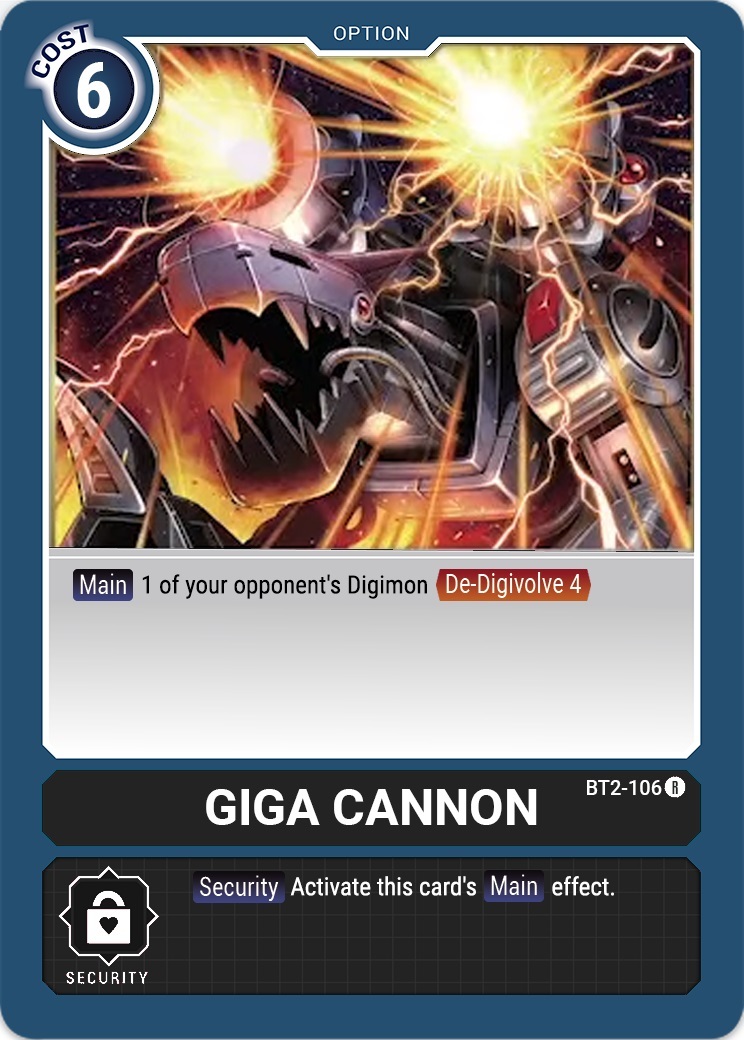 OPTION
COST
6
Main 1 of your opponent's Digimon De-Digivolve 4
BT2-106 R
GIGA CANNON
Security Activate this card's Main effect.
SECURITY